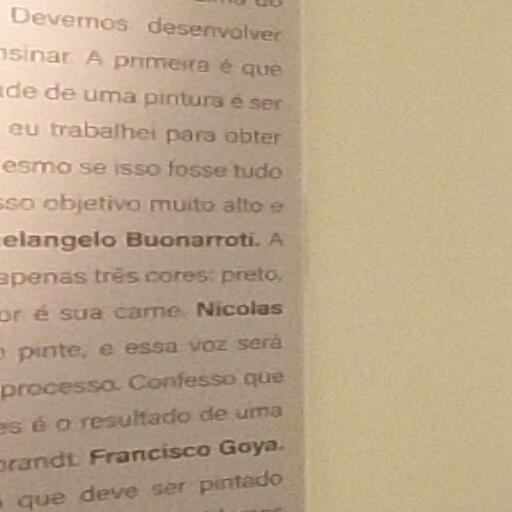 Devemos desenvolver
nsinar. A primeira é que
ade de uma pintura é ser
eu trabalhei para obter
esmo se isso fosse tudo
sso objetivo muito alto e
elangelo Buonarroti. A
apenas três cores: preto,
or é sua carne. Nicolas
pinte, e essa voz será
processo. Confesso que
es é o resultado de uma
brandt. Francisco Goya.
que deve ser pintado